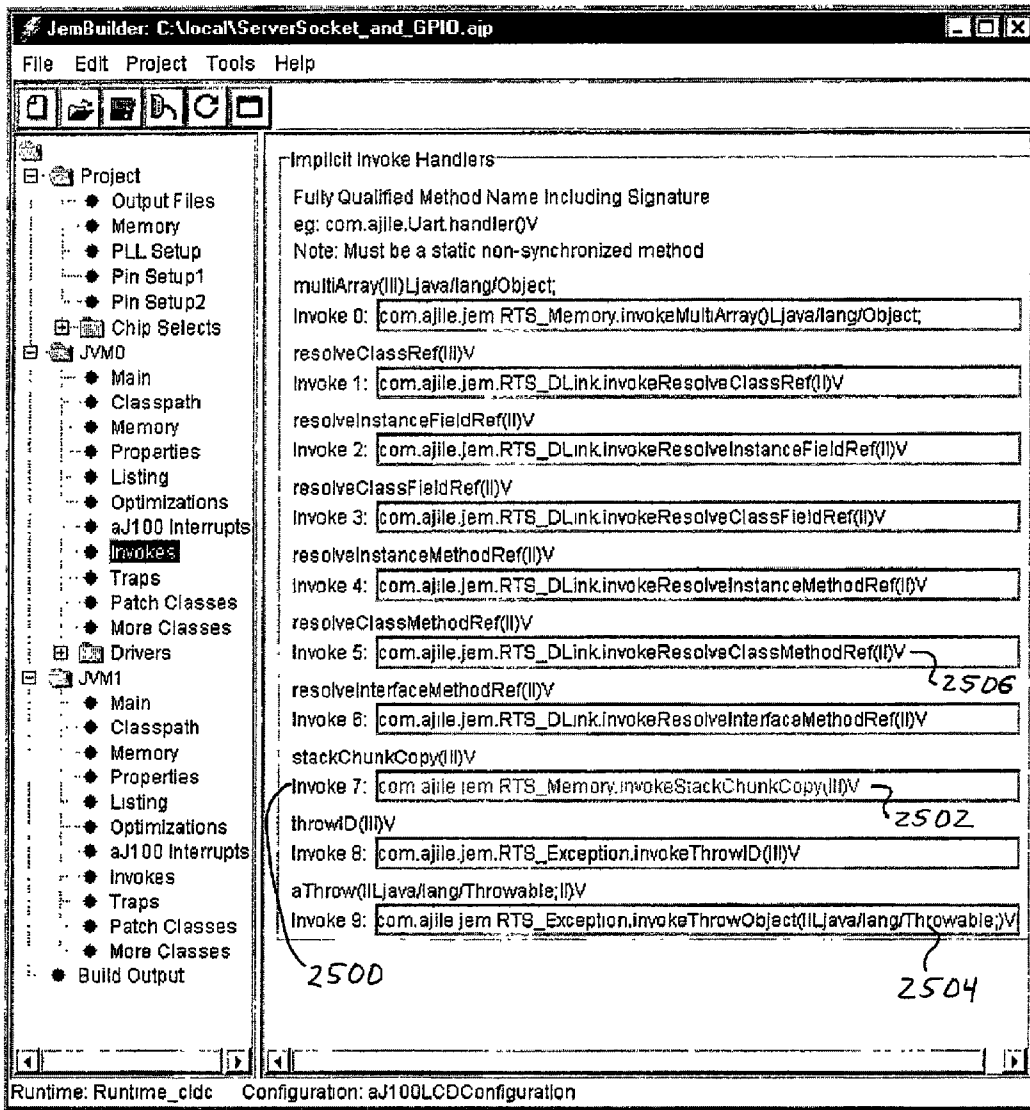 JemBuilder: C:\local\ServerSocket_and_GPIO.ajp
File Edit Project Tools Help
Project
Output Files
Memory
PLL Setup
Pin Setup1
Pin Setup2
Chip Selects
JVM0
Main
Classpath
Memory
Properties
Listing
Optimizations
aJ100 Interrupts
Invokes
Traps
Patch Classes
More Classes
Drivers
JVM1
Main
Classpath
Memory
Properties
Listing
Optimizations
aJ100 Interrupts
Invokes
Traps
Patch Classes
More Classes
Build Output
Implicit Invoke Handlers
Fully Qualified Method Name Including Signature
eg: com.ajile.Uart.handler()V
Note: Must be a static non-synchronized method
multiArray(III)Ljava/lang/Object;
Invoke 0: com.ajile.jem RTS_Memory.invokeMultiArray()Ljava/lang/Object;
resolveClassRef(III)V
Invoke 1: com.ajile.jem.RTS_DLink.invokeResolveClassRef(II)V
resolveInstanceFieldRef(II)V
Invoke 2: com.ajile.jem.RTS_DLink.invokeResolveInstanceFieldRef(II)V
resolveClassFieldRef(II)V
Invoke 3: com.ajile.jem.RTS_DLink.invokeResolveClassFieldRef(II)V
resolveInstanceMethodRef(II)V
Invoke 4: com.ajile.jem.RTS_DLink.invokeResolveInstanceMethodRef(II)V
resolveClassMethodRef(II)V
Invoke 5: com.ajile.jem.RTS_DLink.invokeResolveClassMethodRef(II)V
2506
resolveInterfaceMethodRef(II)V
Invoke 6: com.ajile.jem.RTS_DLink.invokeResolveInterfaceMethodRef(II)V
stackChunkCopy(III)V
Invoke 7: com ajile jem RTS_Memory.invokeStackChunkCopy(III)V
2502
throwID(III)V
Invoke 8: com.ajile.jem.RTS_Exception.invokeThrowID(III)V
aThrow(IILjava/lang/Throwable;II)V
Invoke 9: com.ajile jem RTS_Exception.invokeThrowObject(IILjava/lang/Throwable;)V
2500
2504
Runtime: Runtime_cldc Configuration: aJ100LCDConfiguration